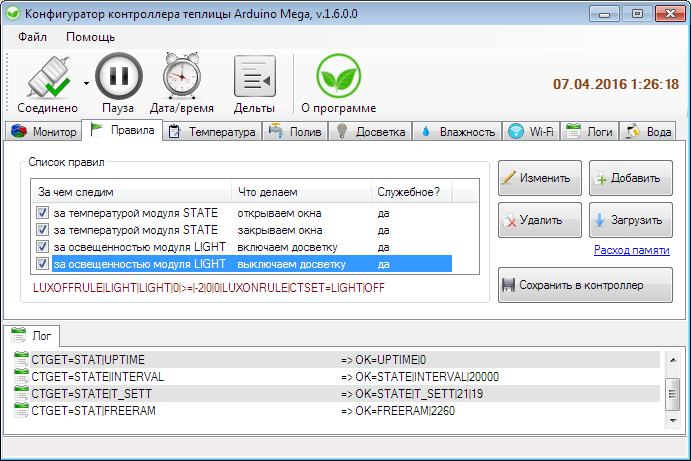 Конфигуратор контроллера теплицы Arduino Mega, v.1.6.0.0
Файл Помощь
Соединено Пауза Дата/время Дельты О программе 07.04.2016 1:26:18
Монитор Правила Температура Полив Досветка Влажность Wi-Fi Логи Вода
Список правил
За чем следим Что делаем Служебное?
за температурой модуля STATE открываем окна да
за температурой модуля STATE закрываем окна да
за освещенностью модуля LIGHT включаем досветку да
за освещенностью модуля LIGHT выключаем досветку да
LUXOFFRULE|LIGHT|LIGHT|0|>=|-2|0|0|LUXONRULE|CTSET=LIGHT|OFF
Изменить Добавить
Удалить Загрузить
Расход памяти
Сохранить в контроллер
Лог
CTGET=STAT|UPTIME => OK=UPTIME|0
CTGET=STATE|INTERVAL => OK=STATE|INTERVAL|20000
CTGET=STATE|T_SETT => OK=STATE|T_SETT|21|19
CTGET=STAT|FREERAM => OK=FREERAM|2260